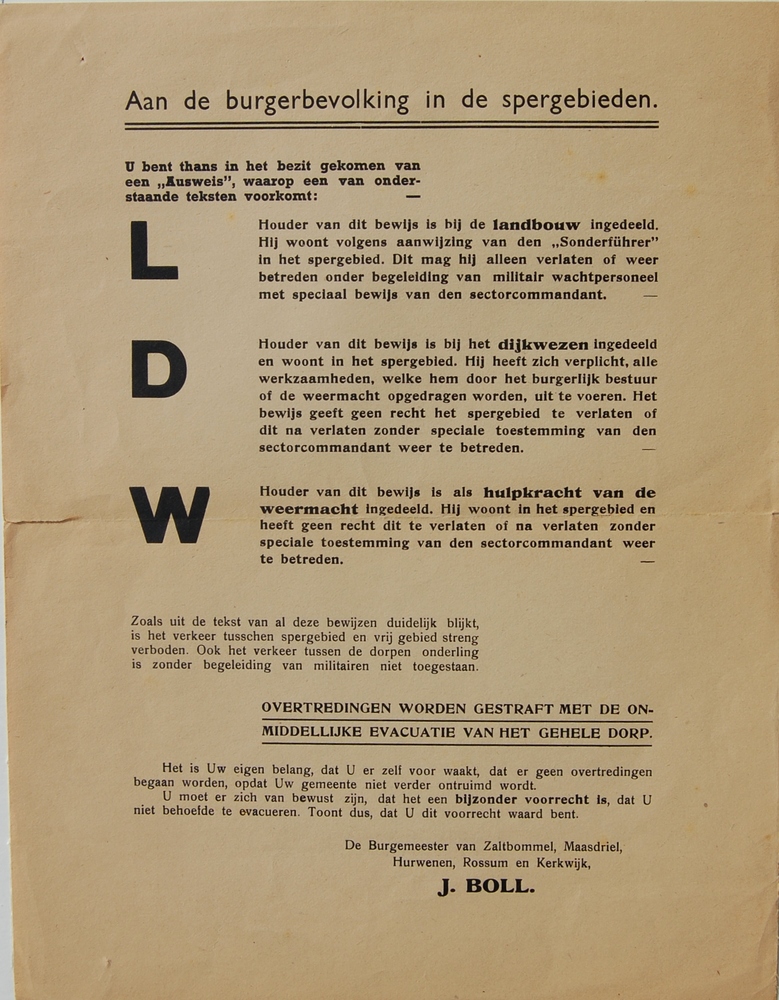 Aan de burgerbevolking in de spergebieden.
U bent thans in het bezit gekomen van
een „Ausweis”, waarop een van onder-
staande teksten voorkomt: —
L
Houder van dit bewijs is bij de landbouw ingedeeld.
Hij woont volgens aanwijzing van den „Sonderführer”
in het spergebied. Dit mag hij alleen verlaten of weer
betreden onder begeleiding van militair wachtpersoneel
met speciaal bewijs van den sectorcommandant. —
D
Houder van dit bewijs is bij het dijkwezen ingedeeld
en woont in het spergebied. Hij heeft zich verplicht, alle
werkzaamheden, welke hem door het burgerlijk bestuur
of de weermacht opgedragen worden, uit te voeren. Het
bewijs geeft geen recht het spergebied te verlaten of
dit na verlaten zonder speciale toestemming van den
sectorcommandant weer te betreden. —
W
Houder van dit bewijs is als hulpkracht van de
weermacht ingedeeld. Hij woont in het spergebied en
heeft geen recht dit te verlaten of na verlaten zonder
speciale toestemming van den sectorcommandant weer
te betreden. —
Zoals uit de tekst van al deze bewijzen duidelijk blijkt,
is het verkeer tusschen spergebied en vrij gebied streng
verboden. Ook het verkeer tussen de dorpen onderling
is zonder begeleiding van militairen niet toegestaan.
OVERTREDINGEN WORDEN GESTRAFT MET DE ON-
MIDDELLIJKE EVACUATIE VAN HET GEHELE DORP.
Het is Uw eigen belang, dat U er zelf voor waakt, dat er geen overtredingen
begaan worden, opdat Uw gemeente niet verder ontruimd wordt.
U moet er zich van bewust zijn, dat het een bijzonder voorrecht is, dat U
niet behoefde te evacueren. Toont dus, dat U dit voorrecht waard bent.
De Burgemeester van Zaltbommel, Maasdriel,
Hurwenen, Rossum en Kerkwijk,
J. BOLL.